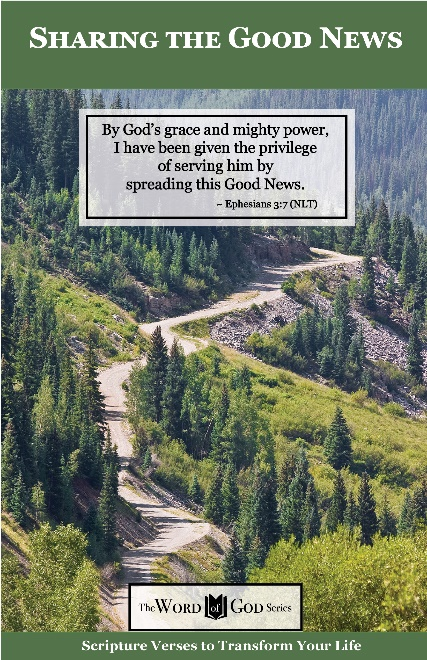 SHARING THE GOOD NEWS
By God's grace and mighty power,
I have been given the privilege
of serving him by
spreading this Good News.
~ Ephesians 3:7 (NLT)
The WORD of GOD Series
Scripture Verses to Transform Your Life